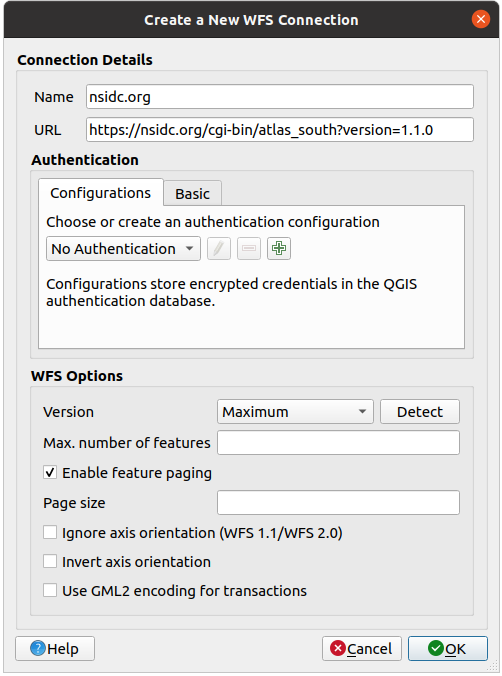 Create a New WFS Connection
Connection Details
Name nsidc.org
URL https://nsidc.org/cgi-bin/atlas_south?version=1.1.0
Authentication
Configurations Basic
Choose or create an authentication configuration
No Authentication
Configurations store encrypted credentials in the QGIS
authentication database.
WFS Options
Version Maximum Detect
Max. number of features
Enable feature paging
Page size
Ignore axis orientation (WFS 1.1/WFS 2.0)
Invert axis orientation
Use GML2 encoding for transactions
Help Cancel OK